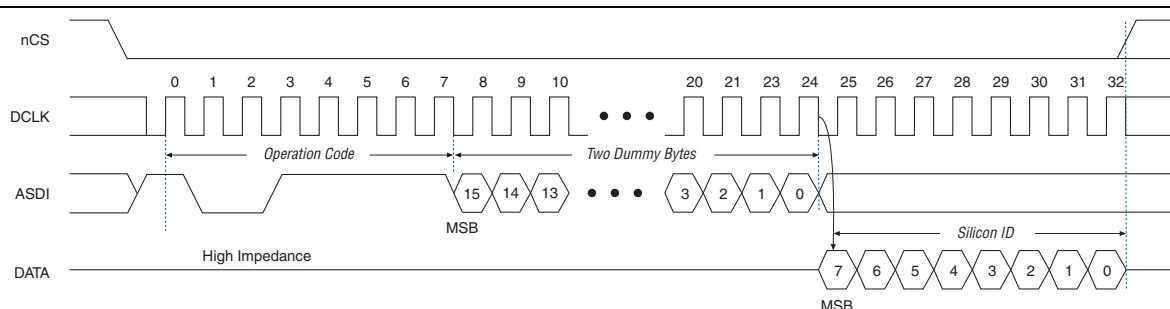 nCS
0 1 2 3 4 5 6 7 8 9 10 20 21 23 24 25 26 27 28 29 30 31 32
DCLK
Operation Code Two Dummy Bytes
ASDI 15 14 13 3 2 1 0
MSB Silicon ID
High Impedance
DATA 7 6 5 4 3 2 1 0
MSB